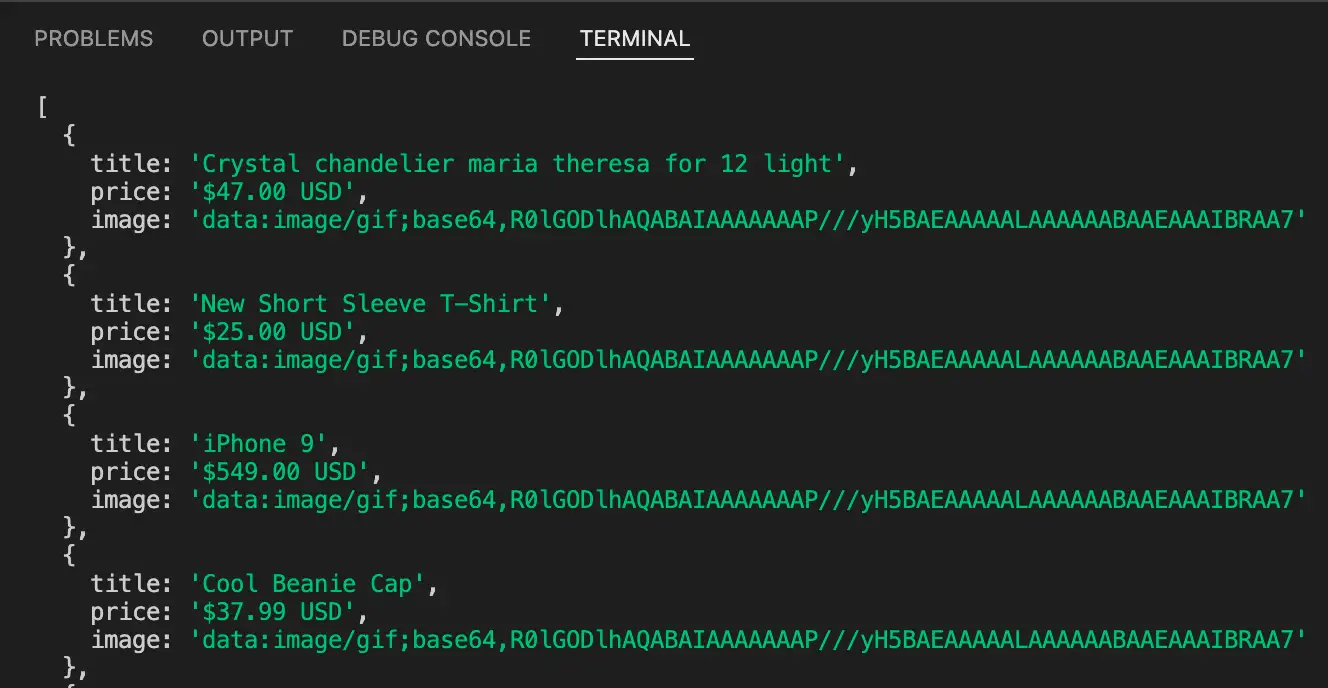 PROBLEMS OUTPUT DEBUG CONSOLE TERMINAL
[
{
title: 'Crystal chandelier maria theresa for 12 light',
price: '$47.00 USD',
image: 'data:image/gif;base64,R0lGODlhAQABAIAAAAAAAP///yH5BAEAAAAALAAAAAABAAEAAAIBRAA7'
},
{
title: 'New Short Sleeve T-Shirt',
price: '$25.00 USD',
image: 'data:image/gif;base64,R0lGODlhAQABAIAAAAAAAP///yH5BAEAAAAALAAAAAABAAEAAAIBRAA7'
},
{
title: 'iPhone 9',
price: '$549.00 USD',
image: 'data:image/gif;base64,R0lGODlhAQABAIAAAAAAAP///yH5BAEAAAAALAAAAAABAAEAAAIBRAA7'
},
{
title: 'Cool Beanie Cap',
price: '$37.99 USD',
image: 'data:image/gif;base64,R0lGODlhAQABAIAAAAAAAP///yH5BAEAAAAALAAAAAABAAEAAAIBRAA7'
},